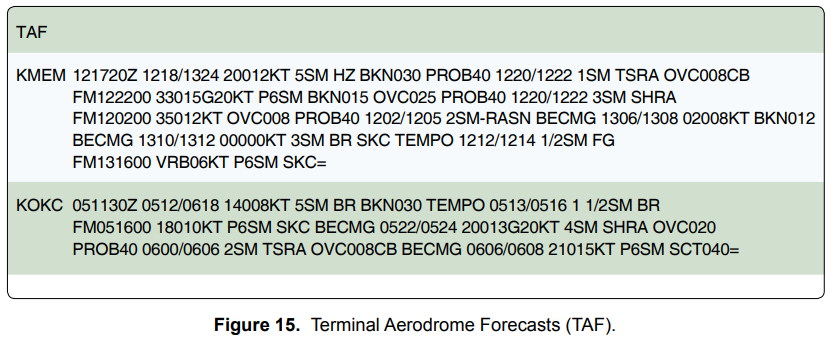 TAF
KMEM 121720Z 1218/1324 20012KT 5SM HZ BKN030 PROB40 1220/1222 1SM TSRA OVC008CB
FM122200 33015G20KT P6SM BKN015 OVC025 PROB40 1220/1222 3SM SHRA
FM120200 35012KT OVC008 PROB40 1202/1205 2SM-RASN BECMG 1306/1308 02008KT BKN012
BECMG 1310/1312 00000KT 3SM BR SKC TEMPO 1212/1214 1/2SM FG
FM131600 VRB06KT P6SM SKC=
KOKC 051130Z 0512/0618 14008KT 5SM BR BKN030 TEMPO 0513/0516 1 1/2SM BR
FM051600 18010KT P6SM SKC BECMG 0522/0524 20013G20KT 4SM SHRA OVC020
PROB40 0600/0606 2SM TSRA OVC008CB BECMG 0606/0608 21015KT P6SM SCT040=
Figure 15. Terminal Aerodrome Forecasts (TAF).